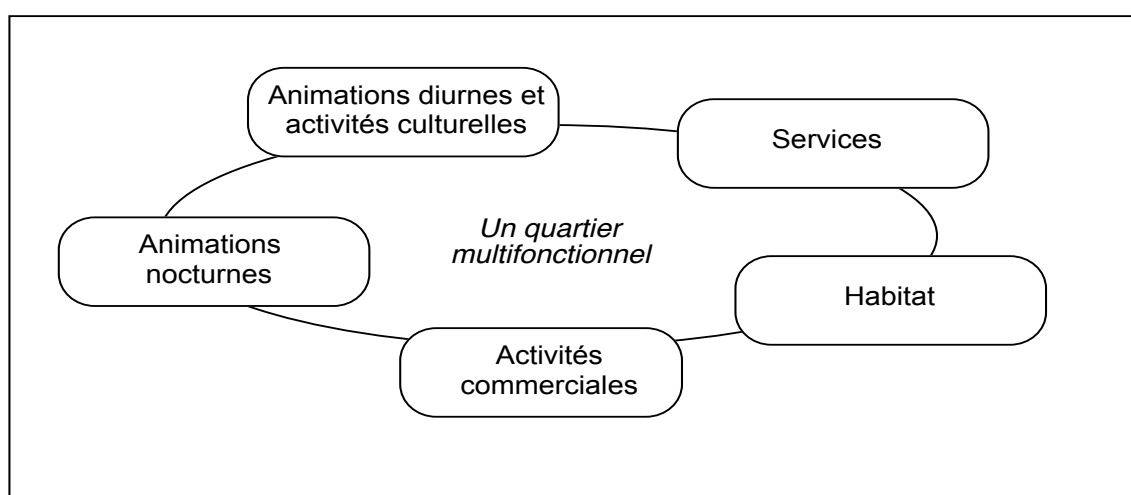 Animations diurnes et
activités culturelles
Services
Un quartier
multifonctionnel
Animations
nocturnes
Habitat
Activités
commerciales